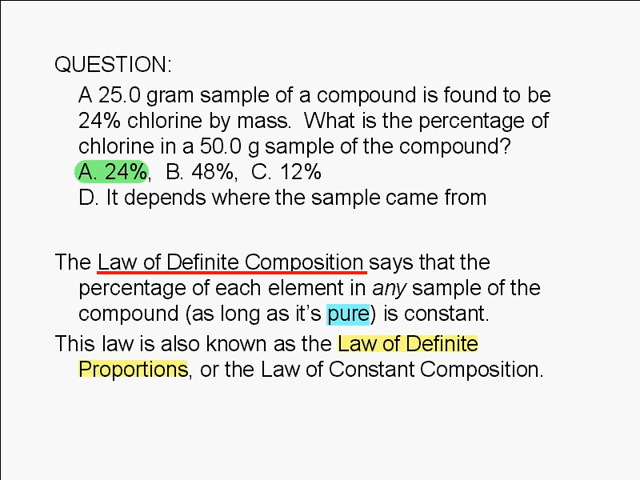 QUESTION:
A 25.0 gram sample of a compound is found to be
24% chlorine by mass.  What is the percentage of
chlorine in a 50.0 g sample of the compound?
A. 24%,  B. 48%,  C. 12%
D. It depends where the sample came from
The Law of Definite Composition says that the
percentage of each element in any sample of the
compound (as long as it's pure) is constant.
This law is also known as the Law of Definite
Proportions, or the Law of Constant Composition.